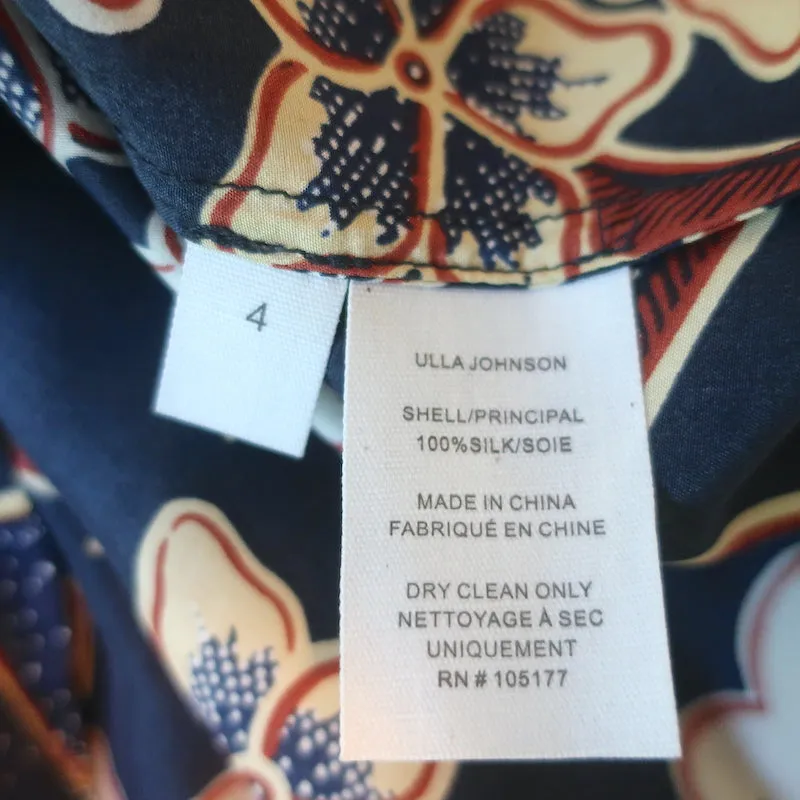 4
ULLA JOHNSON
SHELL/PRINCIPAL
100%SILK/SOIE
MADE IN CHINA
FABRIQUÉ EN CHINE
DRY CLEAN ONLY
NETTOYAGE À SEC
UNIQUEMENT
RN # 105177